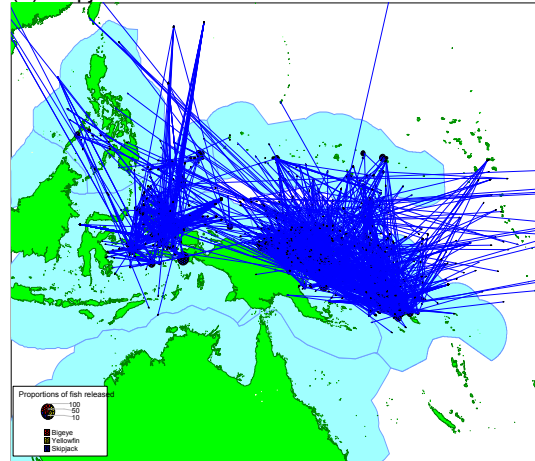 Proportions of fish released
100
50
10
Bigeye
Yellowfin
Skipjack